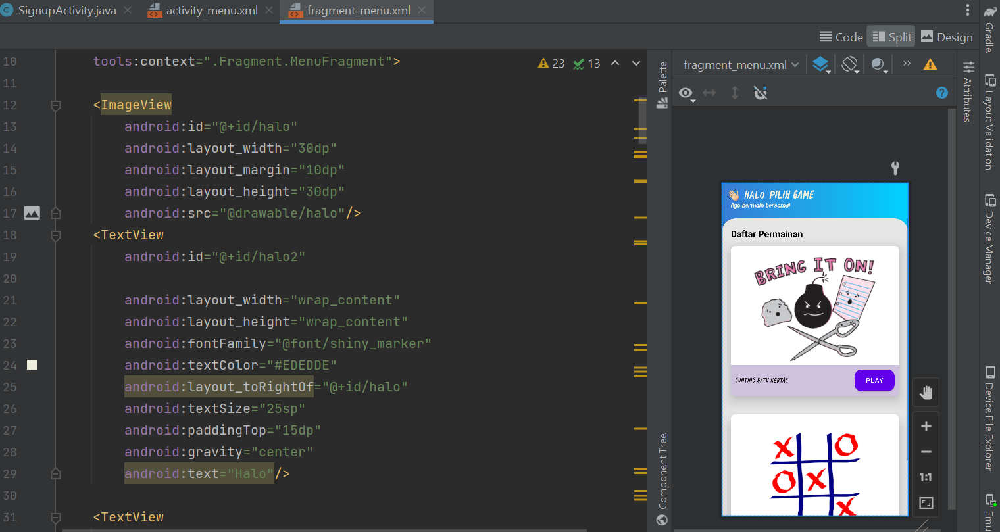 SignupActivity.java
activity_menu.xml
fragment_menu.xml
Code
Split
Design
10 tools:context=".Fragment.MenuFragment">
23
13
11
12 <ImageView
13 android:id="@+id/halo"
14 android:layout_width="30dp"
15 android:layout_margin="10dp"
16 android:layout_height="30dp"
17 android:src="@drawable/halo"/>
18 <TextView
19 android:id="@+id/halo2"
20
21 android:layout_width="wrap_content"
22 android:layout_height="wrap_content"
23 android:fontFamily="@font/shiny_marker"
24 android:textColor="#EDEDDE"
25 android:layout_toRightOf="@+id/halo"
26 android:textSize="25sp"
27 android:paddingTop="15dp"
28 android:gravity="center"
29 android:text="Halo"/>
30
31 <TextView
Palette
Component Tree
fragment_menu.xml
HALO PILIH GAME
Ayo bermain bersama!
Daftar Permainan
BRING IT ON!
GUNTING BATU KERTAS
PLAY
X O
O X
X
1:1
Attributes
Gradle
Layout Validation
Device Manager
Device File Explorer
Emu